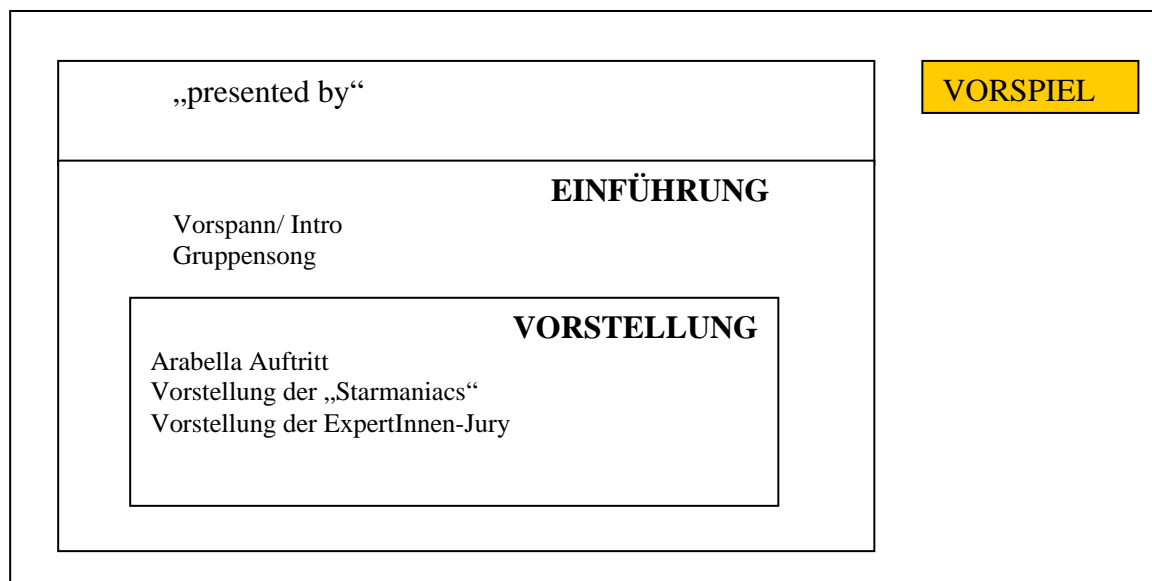 „presented by“
VORSPIEL
EINFÜHRUNG
Vorspann/ Intro
Gruppensong
VORSTELLUNG
Arabella Auftritt
Vorstellung der „Starmaniacs“
Vorstellung der ExpertInnen-Jury